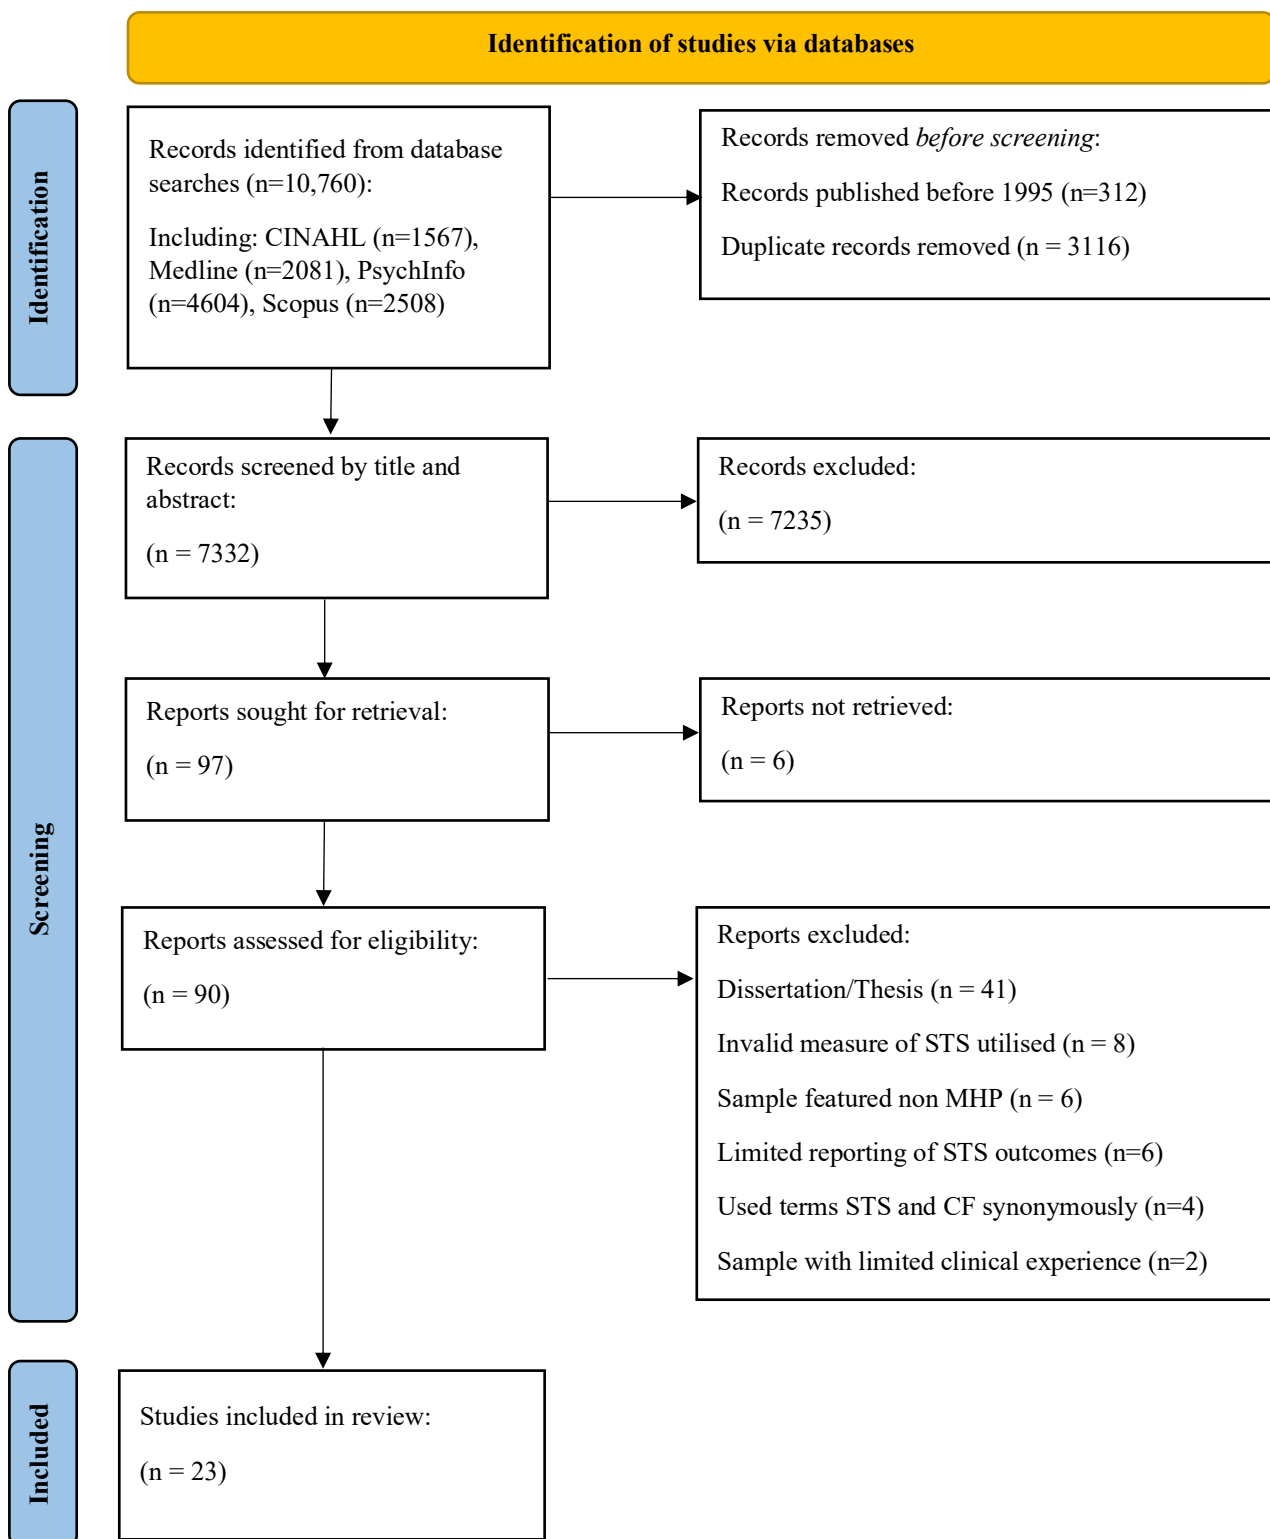 Identification of studies via databases
Identification
Records identified from database
searches (n=10,760):
Including: CINAHL (n=1567),
Medline (n=2081), PsychInfo
(n=4604), Scopus (n=2508)
Records removed before screening:
Records published before 1995 (n=312)
Duplicate records removed (n = 3116)
Screening
Records screened by title and
abstract:
(n = 7332)
Records excluded:
(n = 7235)
Reports sought for retrieval:
(n = 97)
Reports not retrieved:
(n = 6)
Reports assessed for eligibility:
(n = 90)
Reports excluded:
Dissertation/Thesis (n = 41)
Invalid measure of STS utilised (n = 8)
Sample featured non MHP (n = 6)
Limited reporting of STS outcomes (n=6)
Used terms STS and CF synonymously (n=4)
Sample with limited clinical experience (n=2)
Included
Studies included in review:
(n = 23)